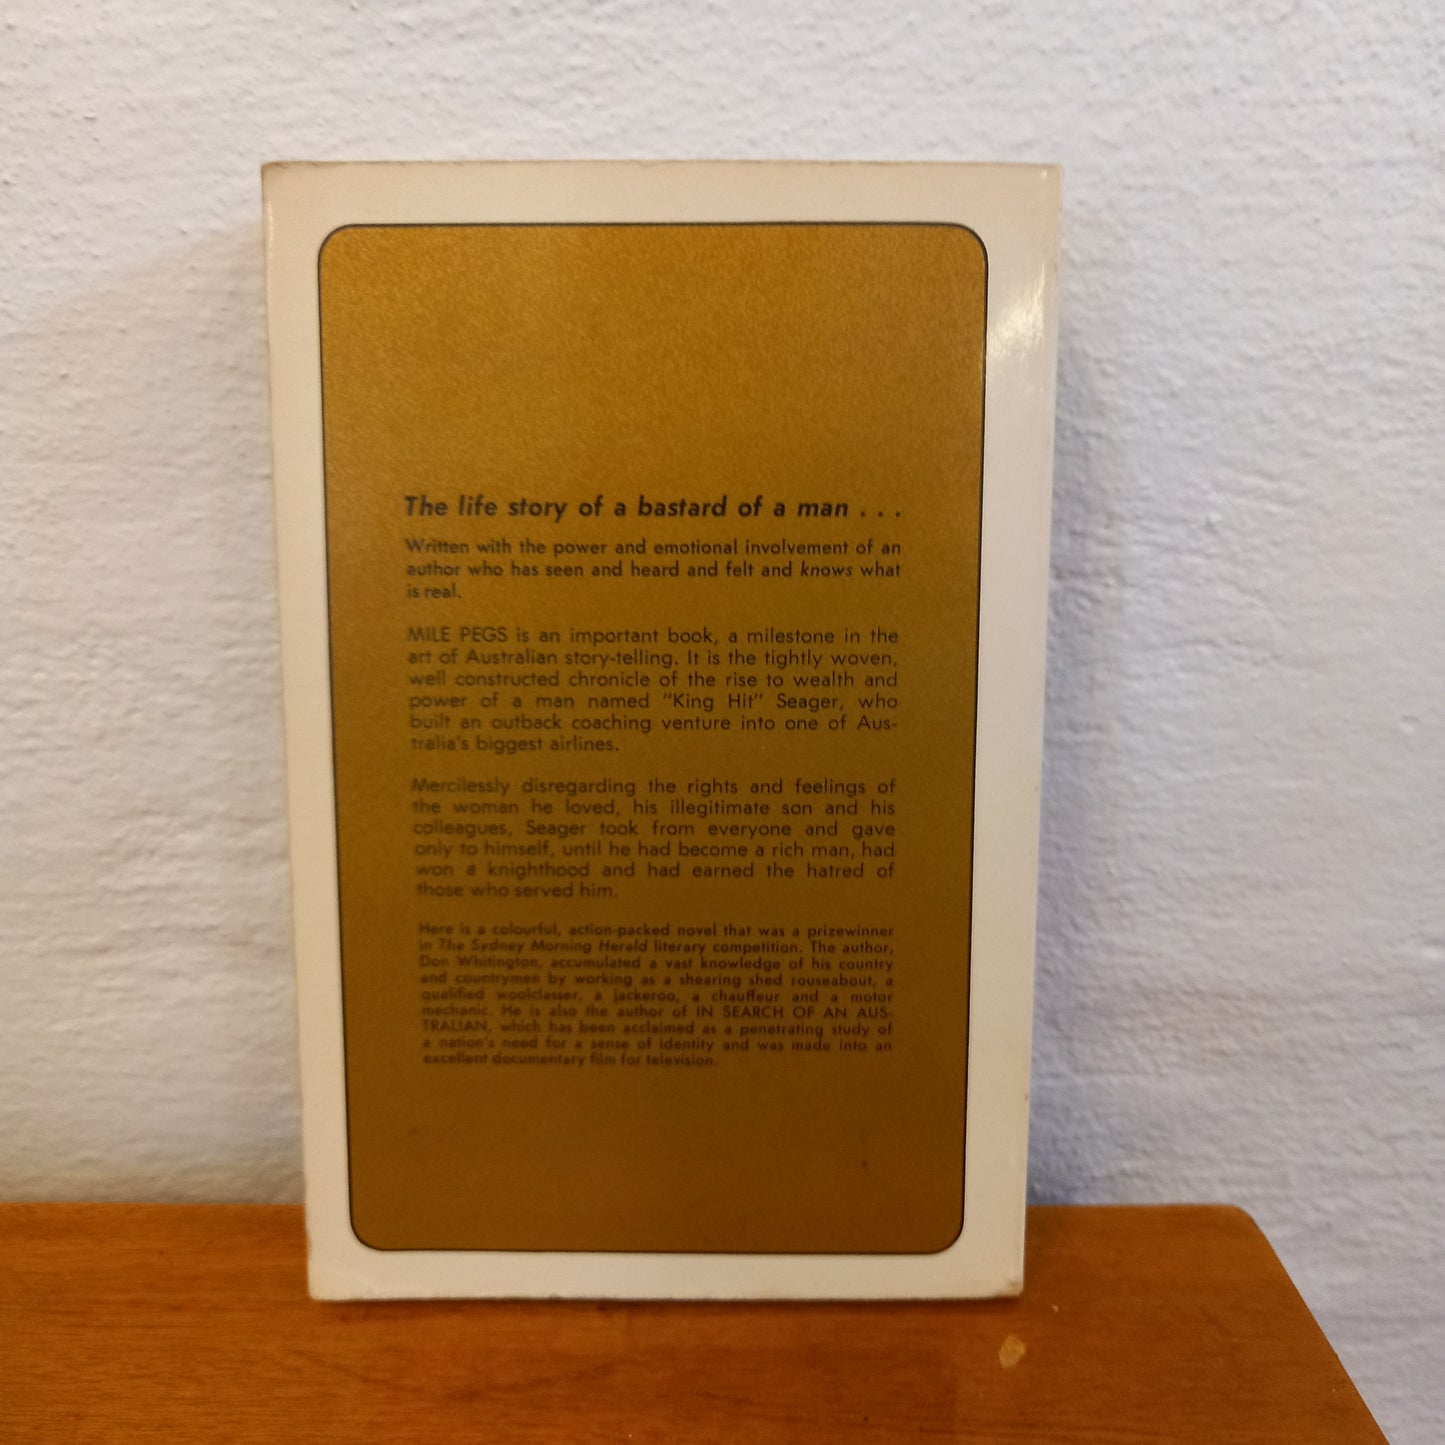 The life story of a bastard of a man . . .
Written with the power and emotional involvement of an
author who has seen and heard and felt and knows what
is real.
MILE PEGS is an important book, a milestone in the
art of Australian story-telling. It is the tightly woven,
well constructed chronicle of the rise to wealth and
power of a man named "King Hit" Seager, who
built an outback coaching venture into one of Aus-
tralia's biggest airlines.
Mercilessly disregarding the rights and feelings of
the woman he loved, his illegitimate son and his
colleagues, Seager took from everyone and gave
only to himself, until he had become a rich man, had
won a knighthood and had earned the hatred of
those who served him.
Here is a colourful, action-packed novel that was a prizewinner
in The Sydney Morning Herald literary competition. The author,
Don Whitington, accumulated a vast knowledge of his country
and countrymen by working as a shearing shed rouseabout, a
qualified woolclasser, a jackeroo, a chauffeur and a motor
mechanic. He is also the author of IN SEARCH OF AN AUS-
TRALIAN, which has been acclaimed as a penetrating study of
a nation's need for a sense of identity and was made into an
excellent documentary film for television.